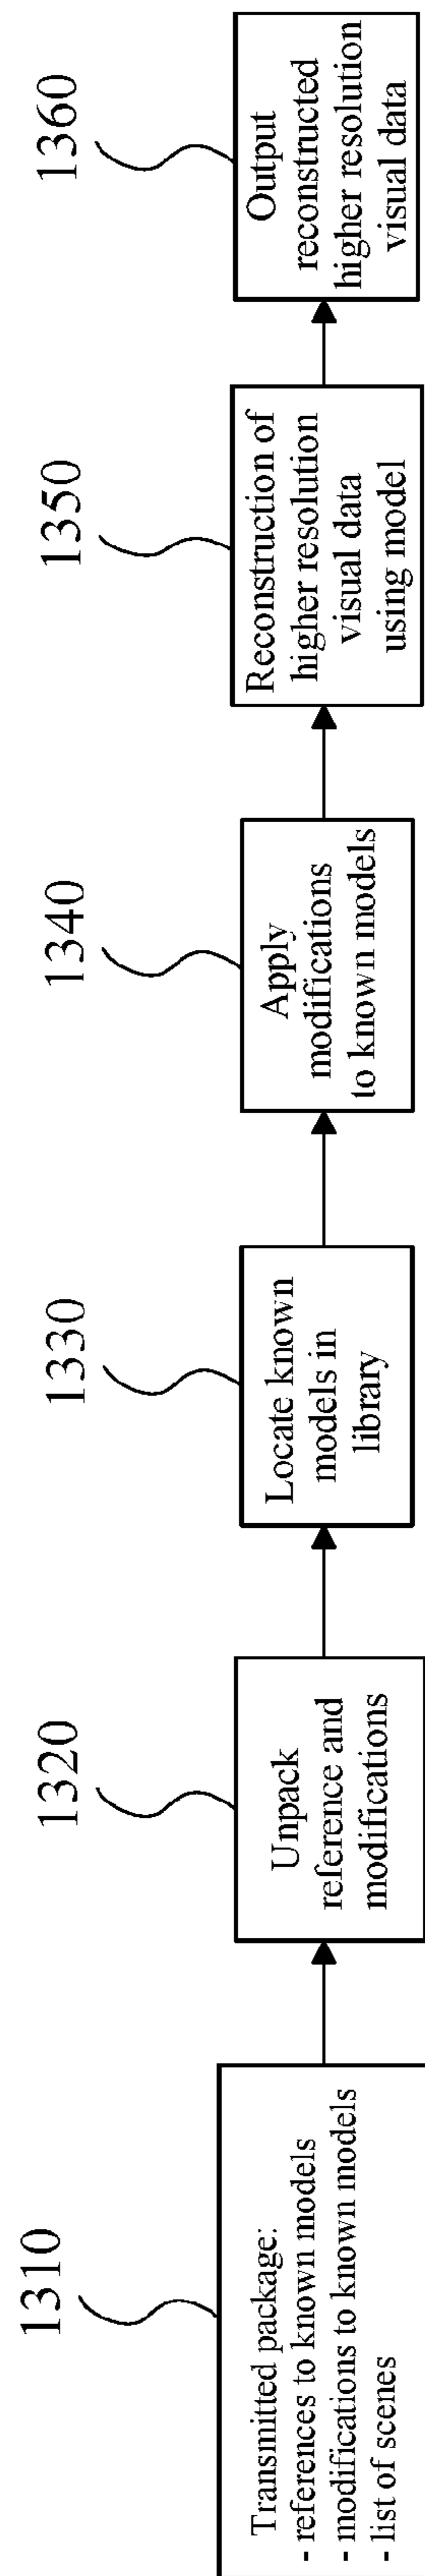 1310
Transmitted package:
- references to known models
- modifications to known models
- list of scenes
1320
Unpack
reference and
modifications
1330
Locate known
models in
library
1340
Apply
modifications
to known models
1350
Reconstruction of
higher resolution
visual data
using model
1360
Output
reconstructed
higher resolution
visual data